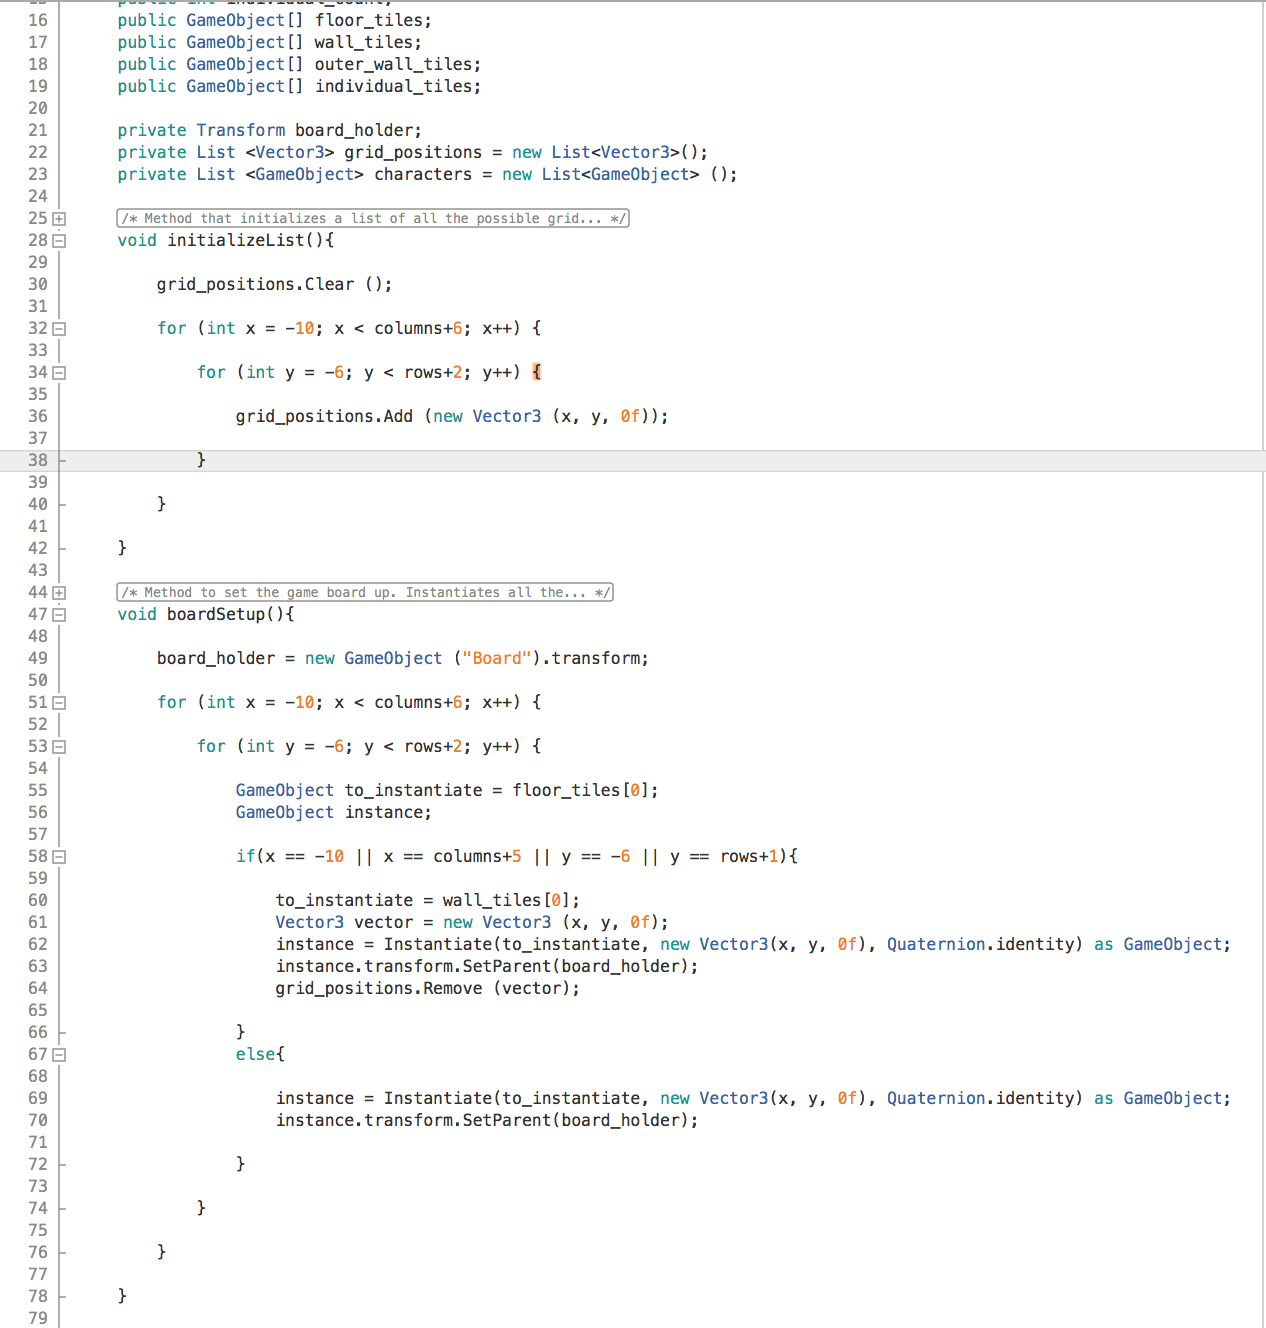 15 public int individual_count;
16 public GameObject[] floor_tiles;
17 public GameObject[] wall_tiles;
18 public GameObject[] outer_wall_tiles;
19 public GameObject[] individual_tiles;
20
21 private Transform board_holder;
22 private List <Vector3> grid_positions = new List<Vector3>();
23 private List <GameObject> characters = new List<GameObject> ();
24
25 /* Method that initializes a list of all the possible grid... */
28 void initializeList(){
29
30 grid_positions.Clear ();
31
32 for (int x = -10; x < columns+6; x++) {
33
34 for (int y = -6; y < rows+2; y++) {
35
36 grid_positions.Add (new Vector3 (x, y, 0f));
37
38 }
39
40 }
41
42 }
43
44 /* Method to set the game board up. Instantiates all the... */
47 void boardSetup(){
48
49 board_holder = new GameObject ("Board").transform;
50
51 for (int x = -10; x < columns+6; x++) {
52
53 for (int y = -6; y < rows+2; y++) {
54
55 GameObject to_instantiate = floor_tiles[0];
56 GameObject instance;
57
58 if(x == -10 || x == columns+5 || y == -6 || y == rows+1){
59
60 to_instantiate = wall_tiles[0];
61 Vector3 vector = new Vector3 (x, y, 0f);
62 instance = Instantiate(to_instantiate, new Vector3(x, y, 0f), Quaternion.identity) as GameObject;
63 instance.transform.SetParent(board_holder);
64 grid_positions.Remove (vector);
65
66 }
67 else{
68
69 instance = Instantiate(to_instantiate, new Vector3(x, y, 0f), Quaternion.identity) as GameObject;
70 instance.transform.SetParent(board_holder);
71
72 }
73
74 }
75
76 }
77
78 }
79